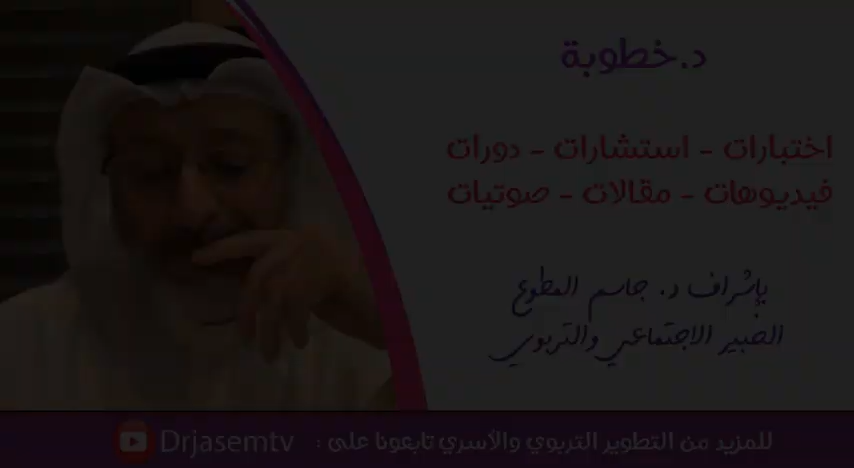 د.خطوبة
اختبارات - استشارات - دورات
فيديوهات - مقالات - صوتيات
بإشراف د. جاسم المطوع
الخبير الاجتماعي والتربوي
للمزيد من التطوير التربوي والأسري تابعونا على : Drjasemtv